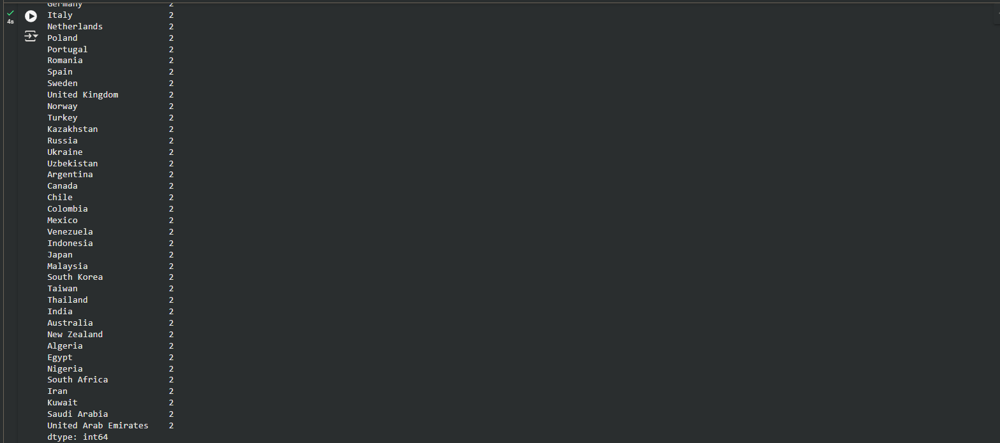 Germany 2
4s
Italy 2
Netherlands 2
Poland 2
Portugal 2
Romania 2
Spain 2
Sweden 2
United Kingdom 2
Norway 2
Turkey 2
Kazakhstan 2
Russia 2
Ukraine 2
Uzbekistan 2
Argentina 2
Canada 2
Chile 2
Colombia 2
Mexico 2
Venezuela 2
Indonesia 2
Japan 2
Malaysia 2
South Korea 2
Taiwan 2
Thailand 2
India 2
Australia 2
New Zealand 2
Algeria 2
Egypt 2
Nigeria 2
South Africa 2
Iran 2
Kuwait 2
Saudi Arabia 2
United Arab Emirates 2
dtype: int64